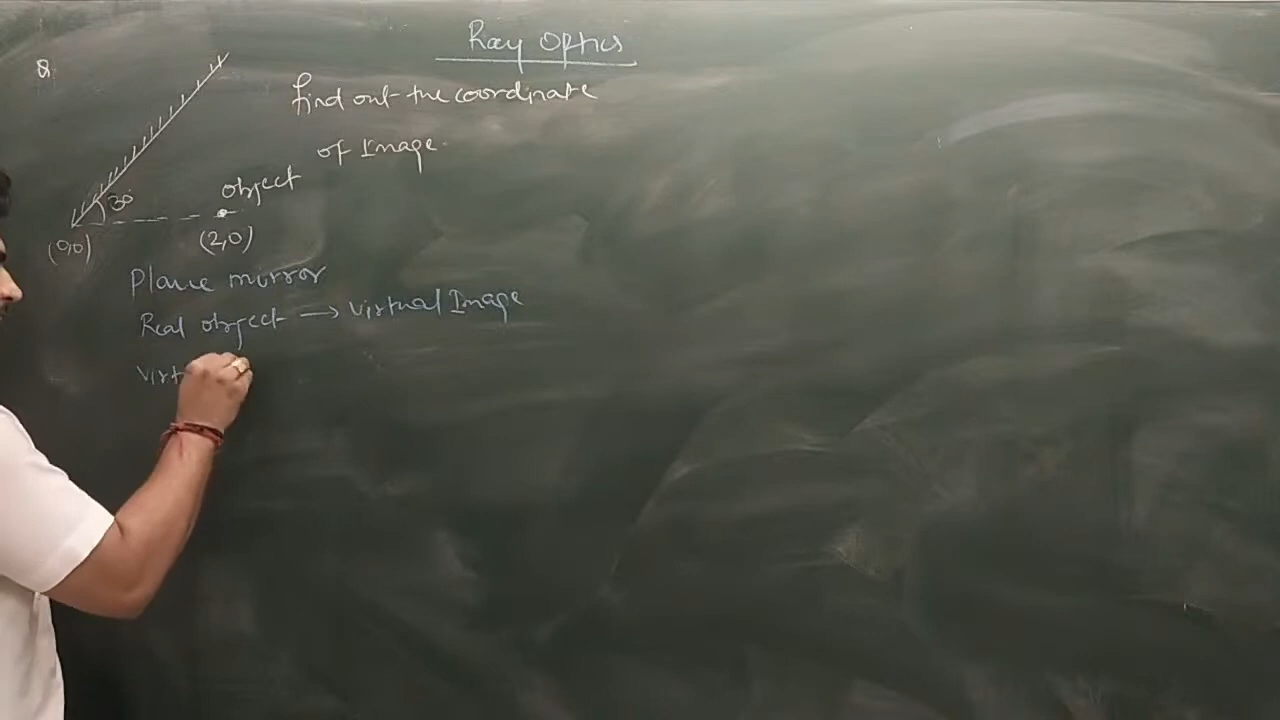 Ray Optics
Q
find out the coordinate
of Image.
30°
object
(0,0)
(2,0)
Plane mirror
Real object → virtual Image
virt